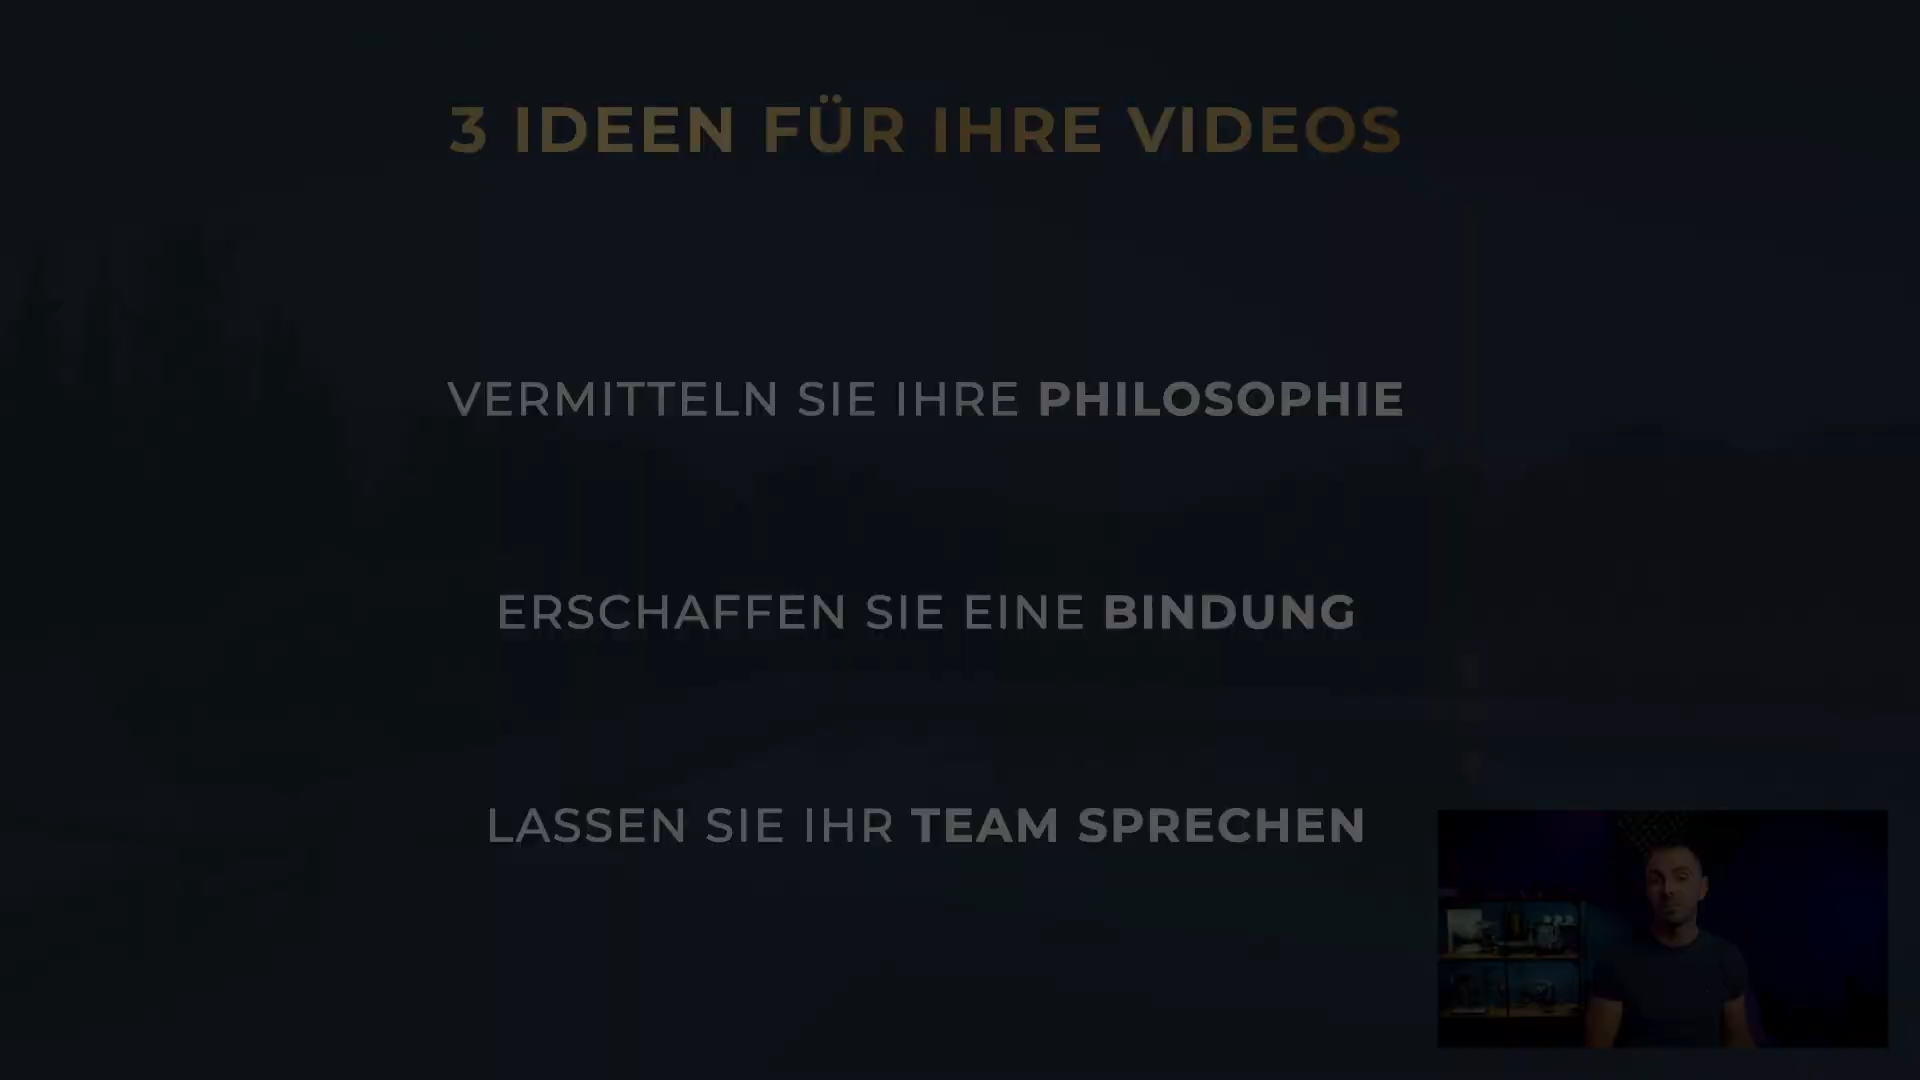 3 IDEEN FÜR IHRE VIDEOS
VERMITTELN SIE IHRE PHILOSOPHIE
ERSCHAFFEN SIE EINE BINDUNG
LASSEN SIE IHR TEAM SPRECHEN